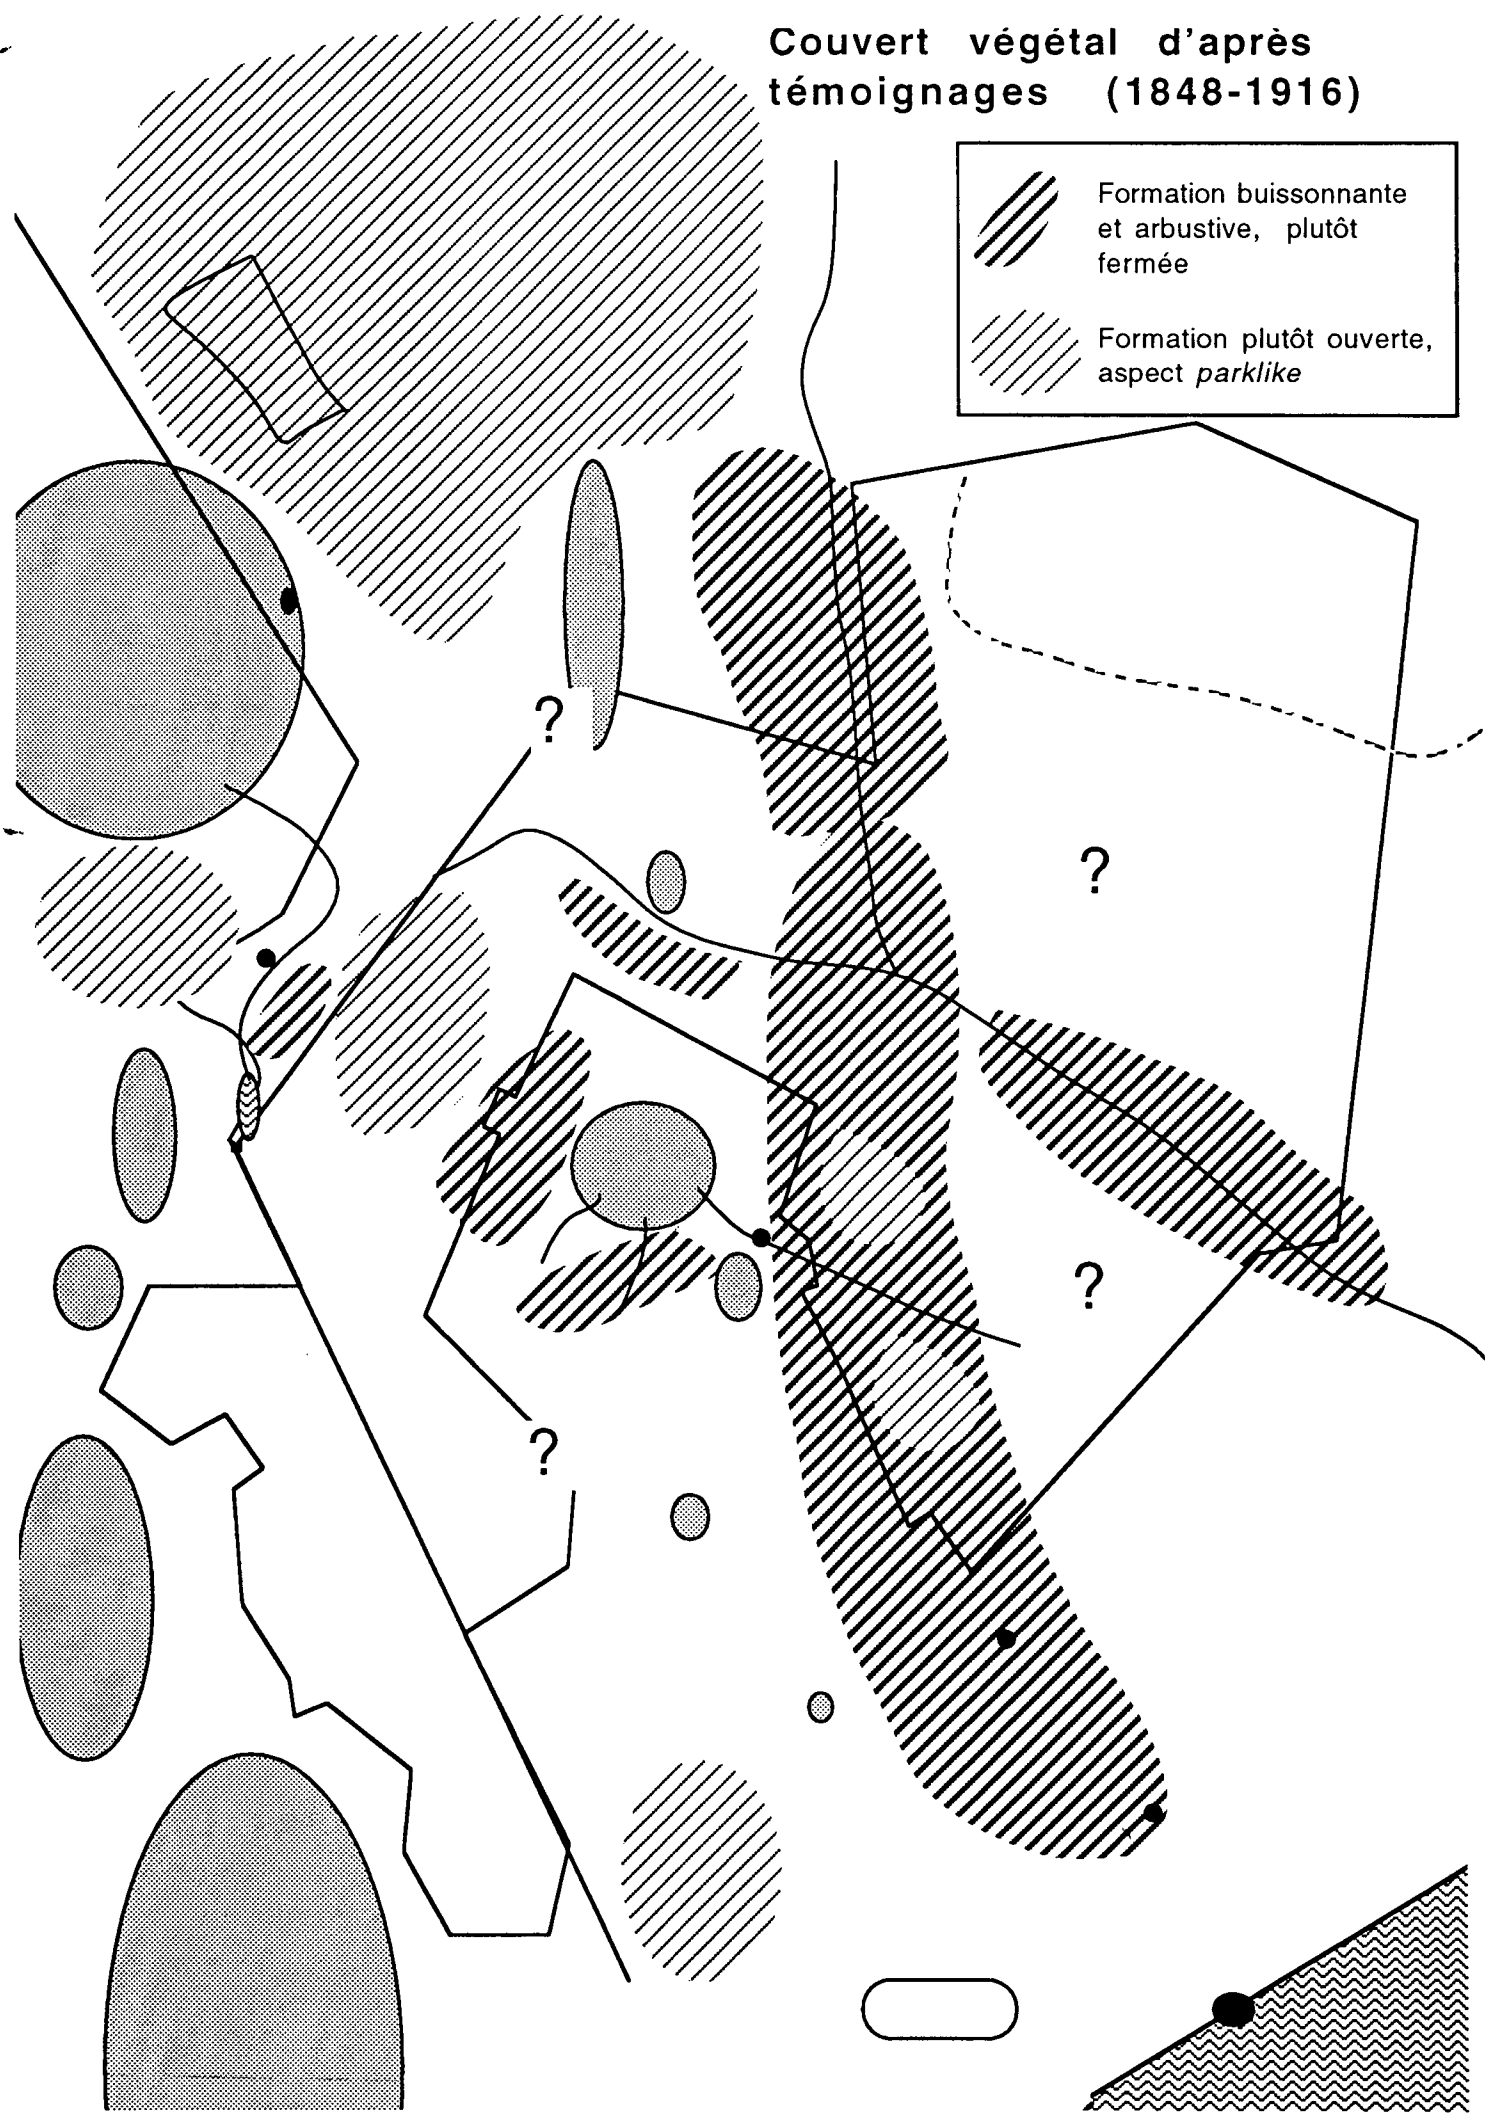 Couvert végétal d'après
témoignages (1848-1916)
Formation buissonnante
et arbustive, plutôt
fermée
Formation plutôt ouverte,
aspect parklike
?
?
?
?